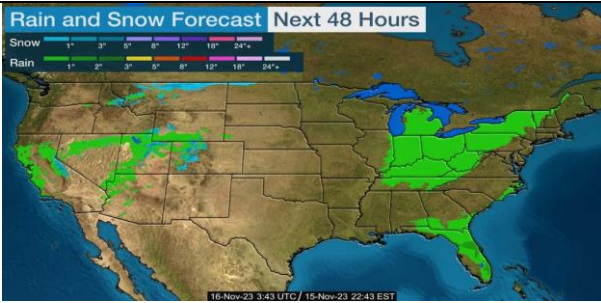 Rain and Snow Forecast Next 48 Hours
Snow 1" 3" 5" 8" 12" 18" 24"+
Rain 1" 2" 3" 5" 8" 12" 18" 24"+
16-Nov-23 3:43 UTC / 15-Nov-23 22:43 EST